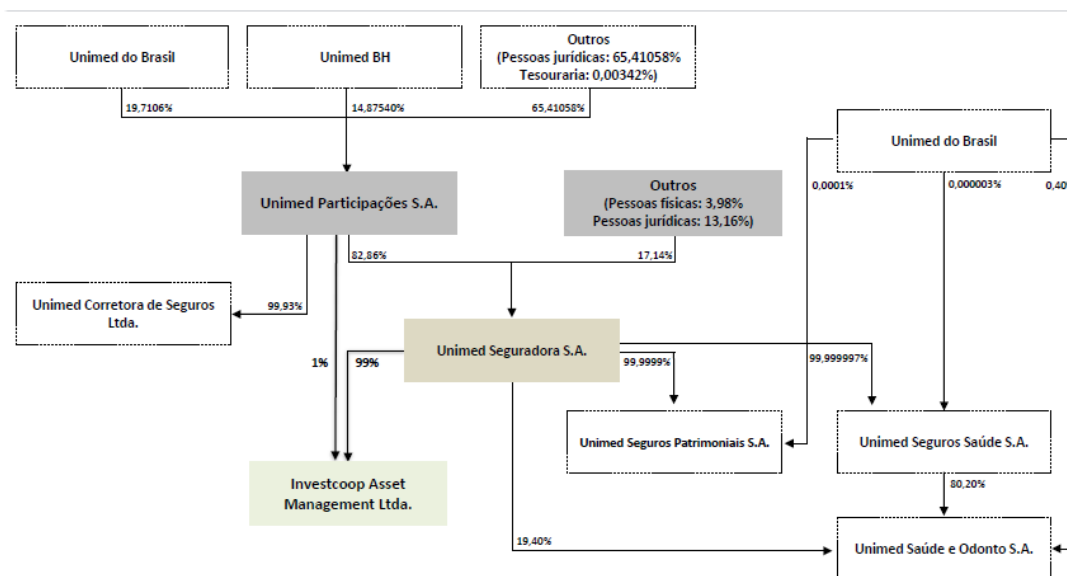 Unimed do Brasil
Unimed BH
Outros
(Pessoas jurídicas: 65,41058%
Tesouraria: 0,00342%)
19,7106%
14,87540%
65,41058%
Unimed do Brasil
0,0001%
0,000003%
0,40
Unimed Participações S.A.
Outros
(Pessoas físicas: 3,98%
Pessoas jurídicas: 13,16%)
82,86%
17,14%
Unimed Corretora de Seguros
Ltda.
99,93%
Unimed Seguradora S.A.
1%
99%
99,9999%
99,999997%
Unimed Seguros Patrimoniais S.A.
Unimed Seguros Saúde S.A.
Investcoop Asset
Management Ltda.
80,20%
19,40%
Unimed Saúde e Odonto S.A.